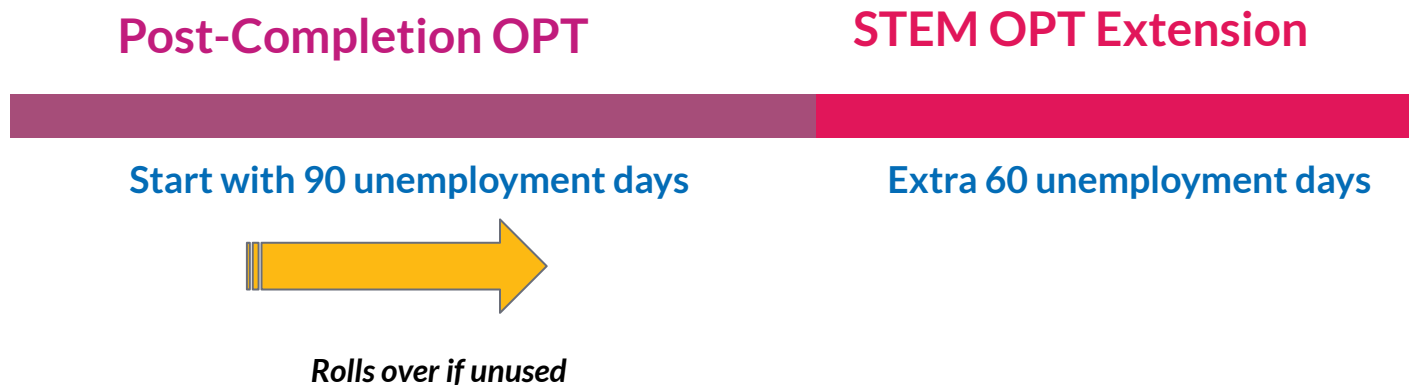 Post-Completion OPT
STEM OPT Extension
Start with 90 unemployment days
Extra 60 unemployment days
Rolls over if unused